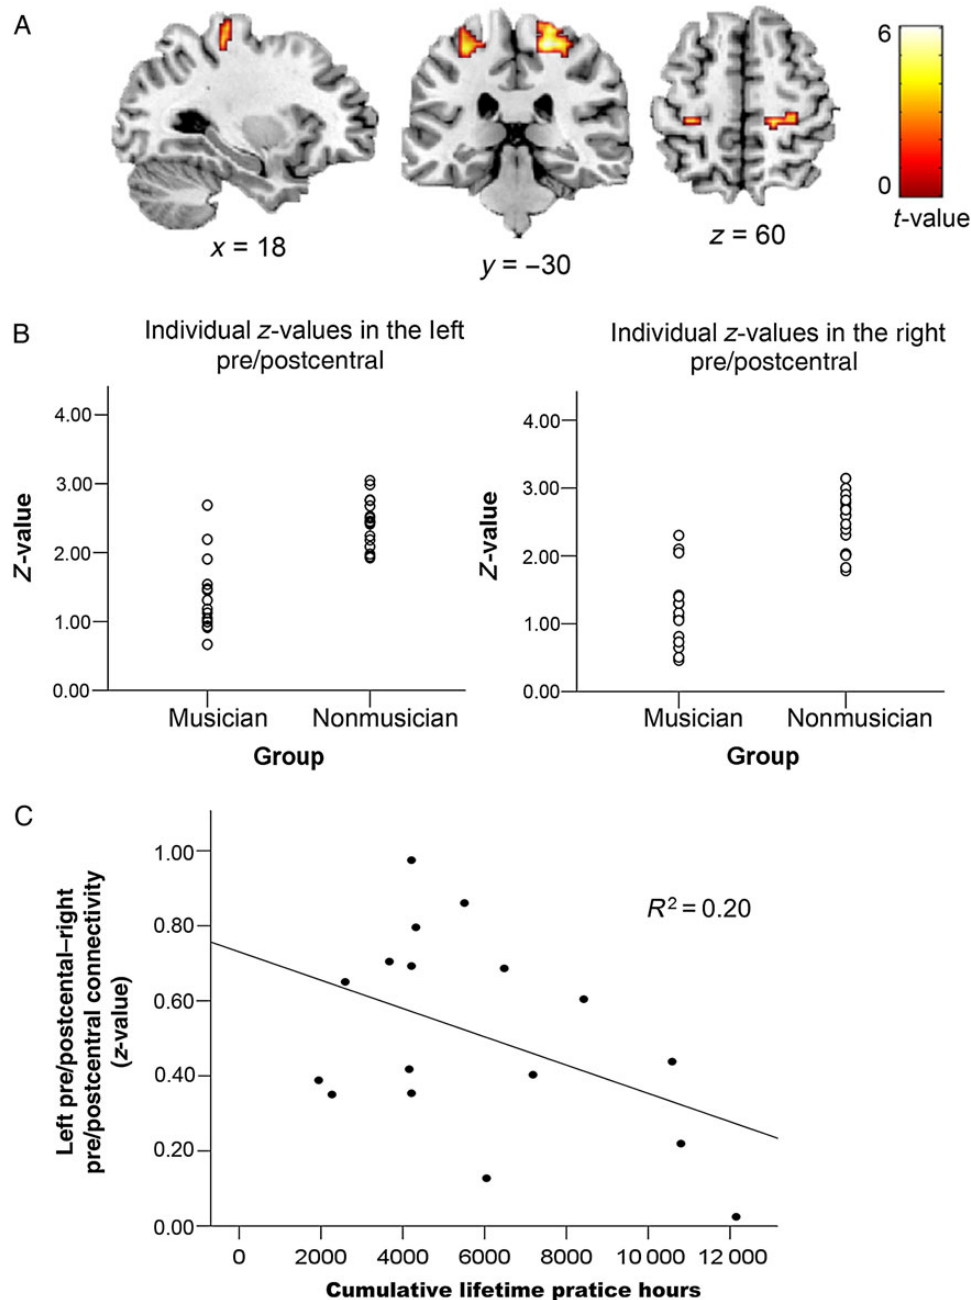 A
6
0
t-value
x = 18
y = –30
z = 60
B
Individual z-values in the left
pre/postcentral
Z-value
4.00
3.00
2.00
1.00
0.00
Musician
Nonmusician
Group
Individual z-values in the right
pre/postcentral
Z-value
4.00
3.00
2.00
1.00
0.00
Musician
Nonmusician
Group
C
Left pre/postcental–right
pre/postcentral connectivity
(z-value)
1.00
0.80
0.60
0.40
0.20
0.00
R² = 0.20
0
2000
4000
6000
8000
10 000
12 000
Cumulative lifetime pratice hours